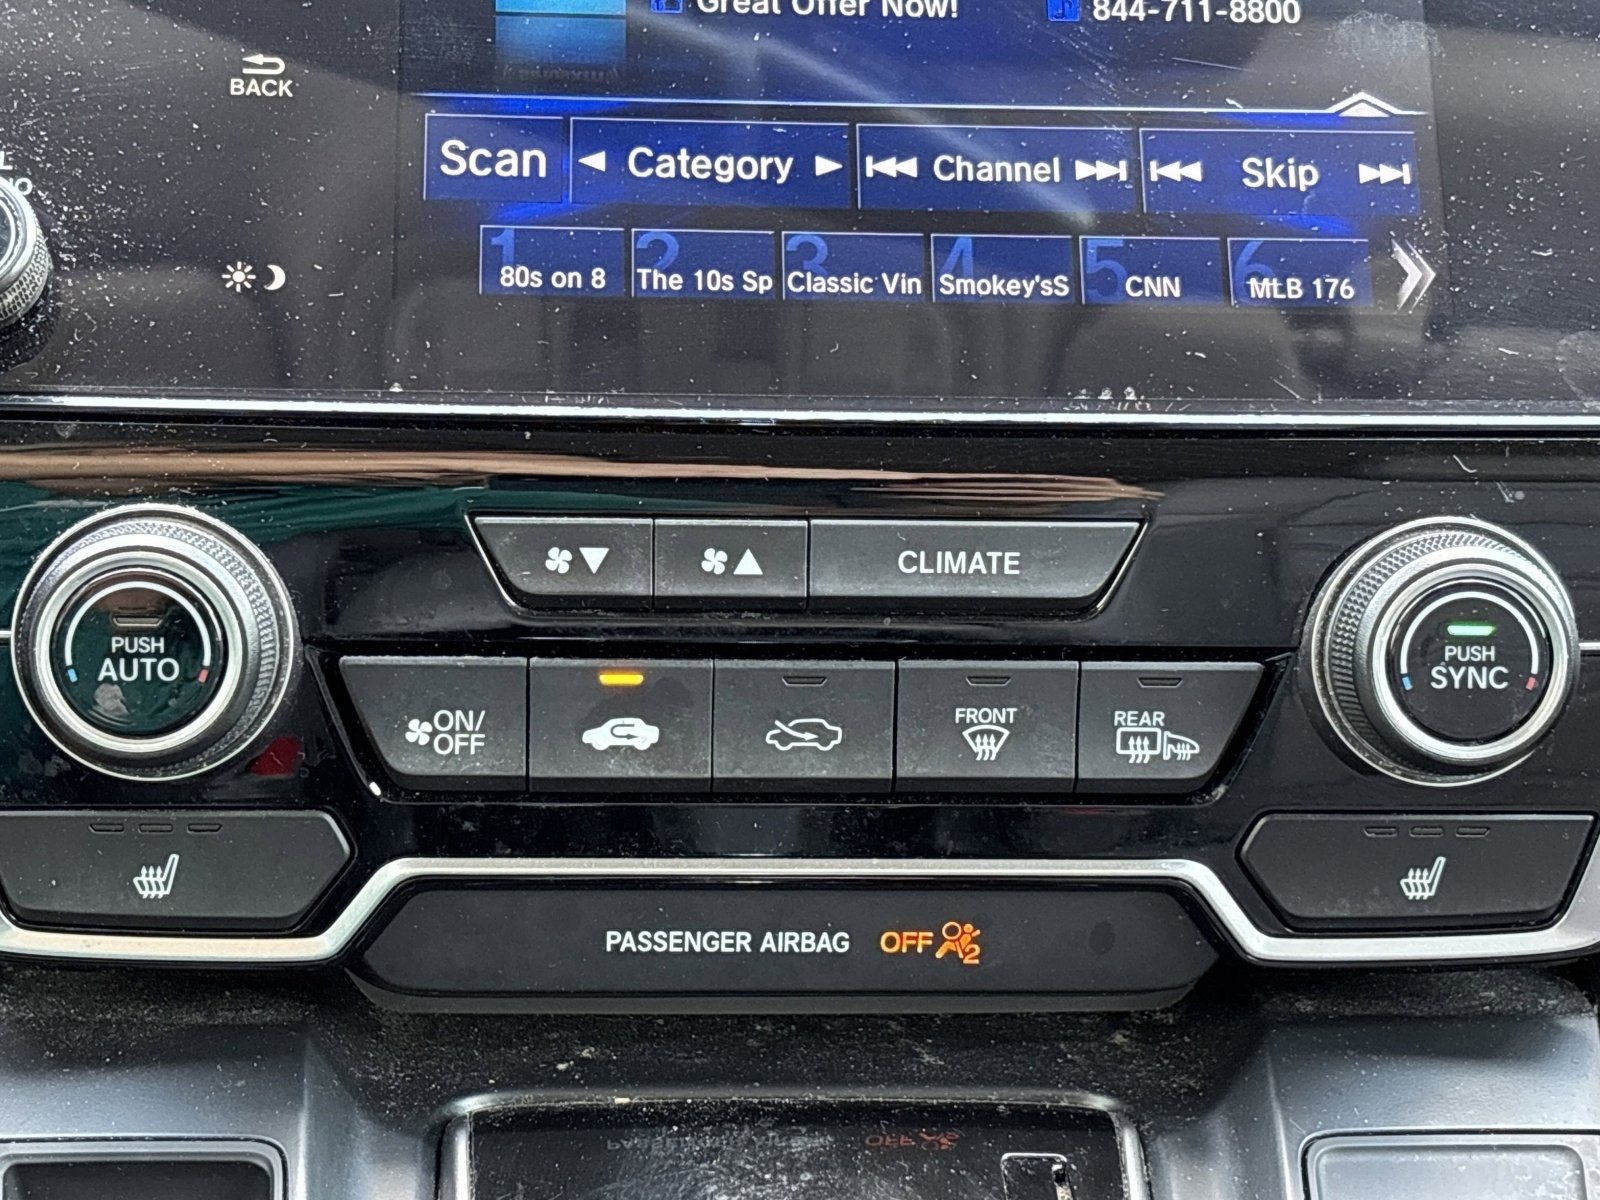 Great Offer Now!
844-711-8800
BACK
Scan
Category
Channel
Skip
1
80s on 8
2
The 10s Sp
3
Classic Vin
4
Smokey'sS
5
CNN
6
MLB 176
CLIMATE
PUSH
AUTO
PUSH
SYNC
ON/
OFF
FRONT
REAR
PASSENGER AIRBAG OFF 2